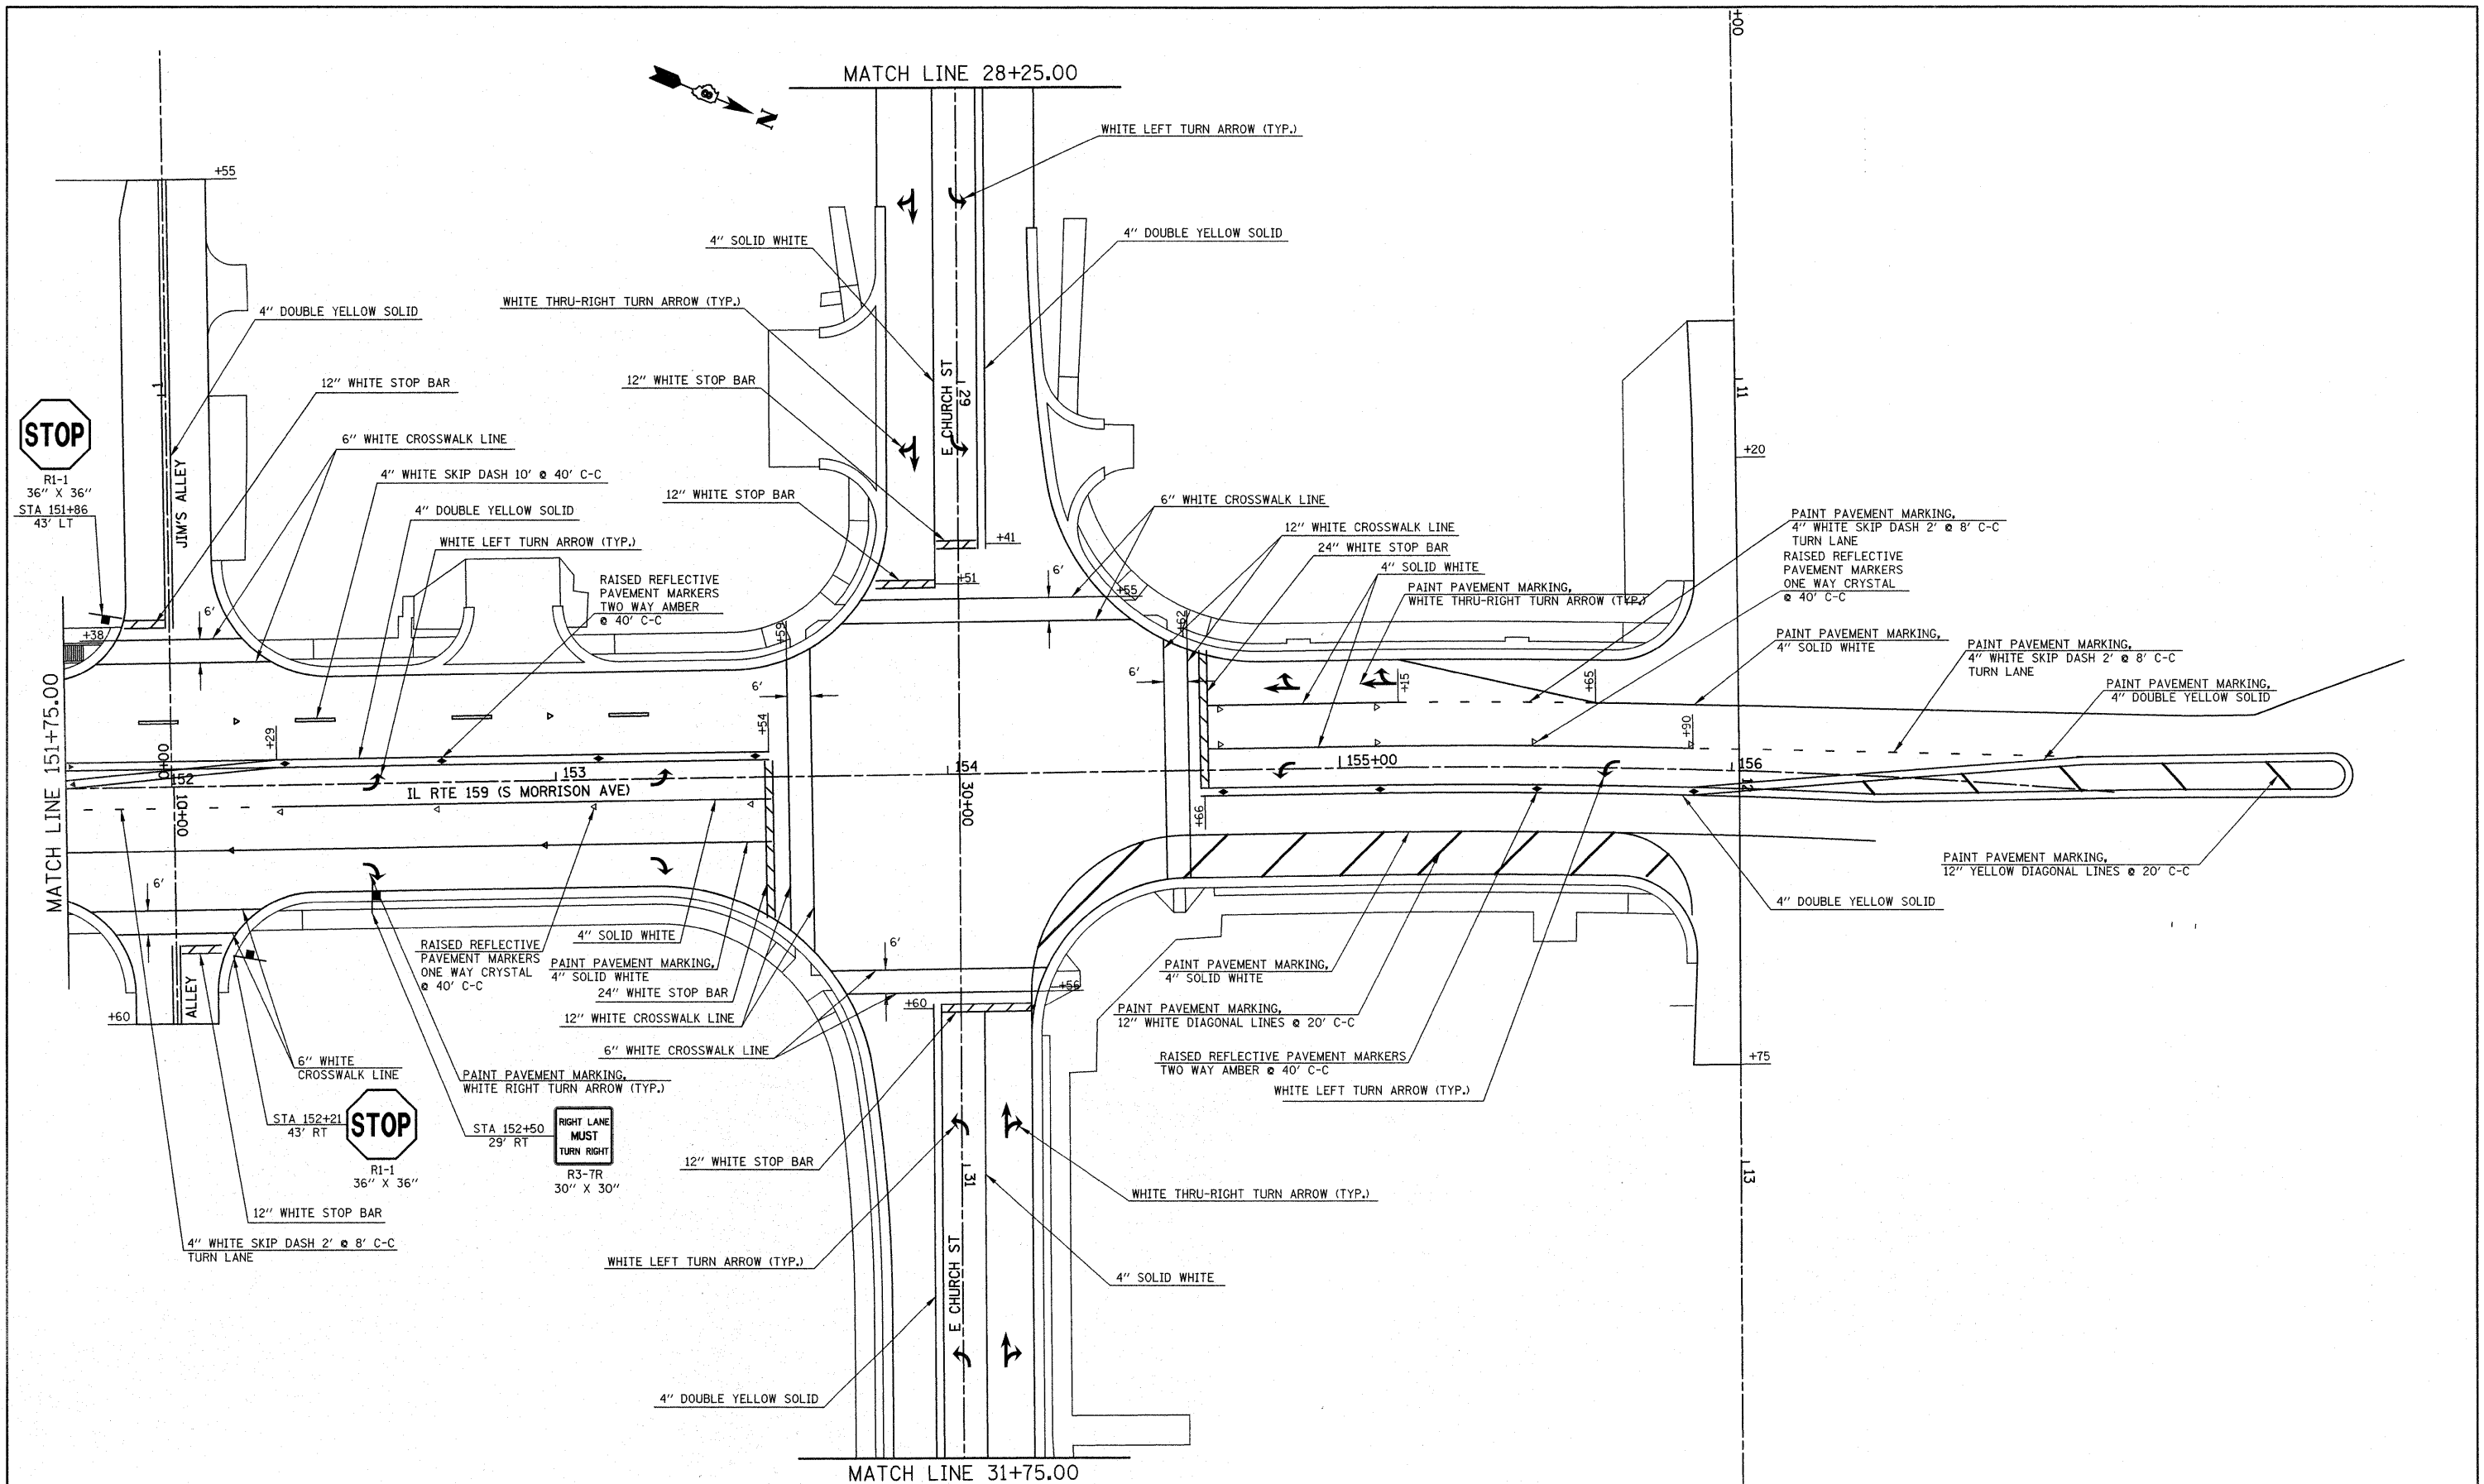 +00
MATCH LINE 28+25.00
N
8
WHITE LEFT TURN ARROW (TYP.)
+55
4" SOLID WHITE
4" DOUBLE YELLOW SOLID
WHITE THRU-RIGHT TURN ARROW (TYP.)
4" DOUBLE YELLOW SOLID
12" WHITE STOP BAR
12" WHITE STOP BAR
E CHURCH ST
29
1
11
+20
STOP
R1-1
36" X 36"
STA 151+86
43' LT
6" WHITE CROSSWALK LINE
4" WHITE SKIP DASH 10' @ 40' C-C
JIM'S ALLEY
4" DOUBLE YELLOW SOLID
WHITE LEFT TURN ARROW (TYP.)
12" WHITE STOP BAR
RAISED REFLECTIVE
PAVEMENT MARKERS
TWO WAY AMBER
@ 40' C-C
+41
+51
6'
+55
6" WHITE CROSSWALK LINE
12" WHITE CROSSWALK LINE
24" WHITE STOP BAR
4" SOLID WHITE
PAINT PAVEMENT MARKING,
WHITE THRU-RIGHT TURN ARROW (TYP.)
PAINT PAVEMENT MARKING,
4" WHITE SKIP DASH 2' @ 8' C-C
TURN LANE
RAISED REFLECTIVE
PAVEMENT MARKERS
ONE WAY CRYSTAL
@ 40' C-C
PAINT PAVEMENT MARKING,
4" SOLID WHITE
PAINT PAVEMENT MARKING,
4" WHITE SKIP DASH 2' @ 8' C-C
TURN LANE
PAINT PAVEMENT MARKING,
4" DOUBLE YELLOW SOLID
+38
6'
+59
+62
6'
6'
+15
+65
+90
MATCH LINE 151+75.00
+29
+54
0+00
152
153
154
155+00
156
IL RTE 159 (S MORRISON AVE)
10+00
30+00
+66
12
PAINT PAVEMENT MARKING,
12" YELLOW DIAGONAL LINES @ 20' C-C
4" DOUBLE YELLOW SOLID
6'
ALLEY
+60
RAISED REFLECTIVE
PAVEMENT MARKERS
ONE WAY CRYSTAL
@ 40' C-C
4" SOLID WHITE
PAINT PAVEMENT MARKING,
4" SOLID WHITE
24" WHITE STOP BAR
12" WHITE CROSSWALK LINE
6" WHITE CROSSWALK LINE
6'
+60
+56
PAINT PAVEMENT MARKING,
4" SOLID WHITE
PAINT PAVEMENT MARKING,
12" WHITE DIAGONAL LINES @ 20' C-C
RAISED REFLECTIVE PAVEMENT MARKERS
TWO WAY AMBER @ 40' C-C
WHITE LEFT TURN ARROW (TYP.)
+75
6" WHITE
CROSSWALK LINE
PAINT PAVEMENT MARKING,
WHITE RIGHT TURN ARROW (TYP.)
STA 152+21
43' RT
STOP
R1-1
36" X 36"
STA 152+50
29' RT
RIGHT LANE
MUST
TURN RIGHT
R3-7R
30" X 30"
12" WHITE STOP BAR
31
13
WHITE THRU-RIGHT TURN ARROW (TYP.)
12" WHITE STOP BAR
4" WHITE SKIP DASH 2' @ 8' C-C
TURN LANE
WHITE LEFT TURN ARROW (TYP.)
E CHURCH ST
4" SOLID WHITE
4" DOUBLE YELLOW SOLID
MATCH LINE 31+75.00